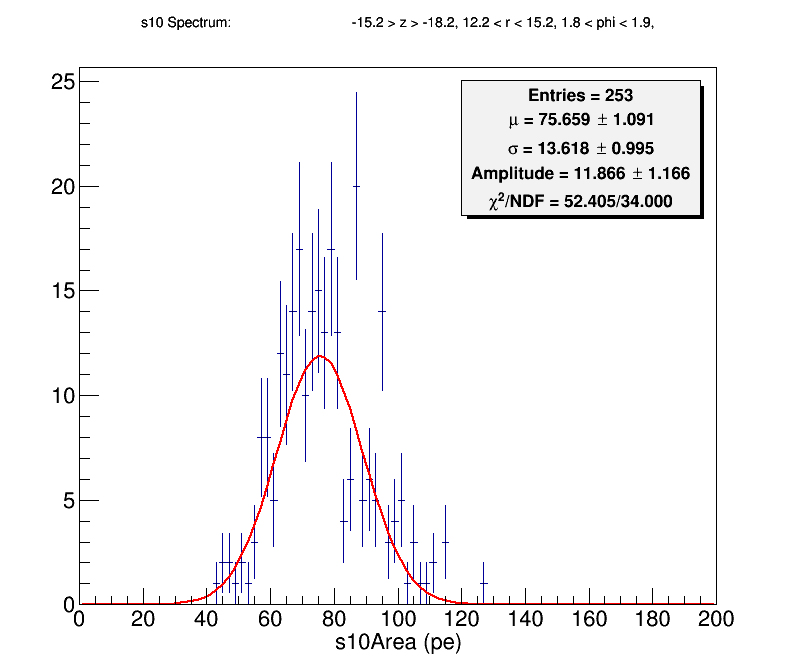 s10 Spectrum: -15.2 > z > -18.2, 12.2 < r < 15.2, 1.8 < phi < 1.9,
Entries = 253
μ = 75.659 ± 1.091
σ = 13.618 ± 0.995
Amplitude = 11.866 ± 1.166
χ²/NDF = 52.405/34.000
25
20
15
10
5
0
0 20 40 60 80 100 120 140 160 180 200
s10Area (pe)